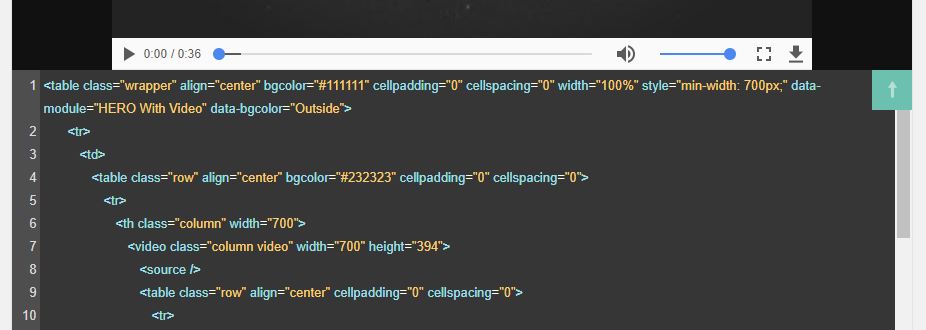 0:00 / 0:36
1 <table class="wrapper" align="center" bgcolor="#111111" cellpadding="0" cellspacing="0" width="100%" style="min-width: 700px;" data-
module="HERO With Video" data-bgcolor="Outside">
2 <tr>
3 <td>
4 <table class="row" align="center" bgcolor="#232323" cellpadding="0" cellspacing="0">
5 <tr>
6 <th class="column" width="700">
7 <video class="column video" width="700" height="394">
8 <source />
9 <table class="row" align="center" cellpadding="0" cellspacing="0">
10 <tr>